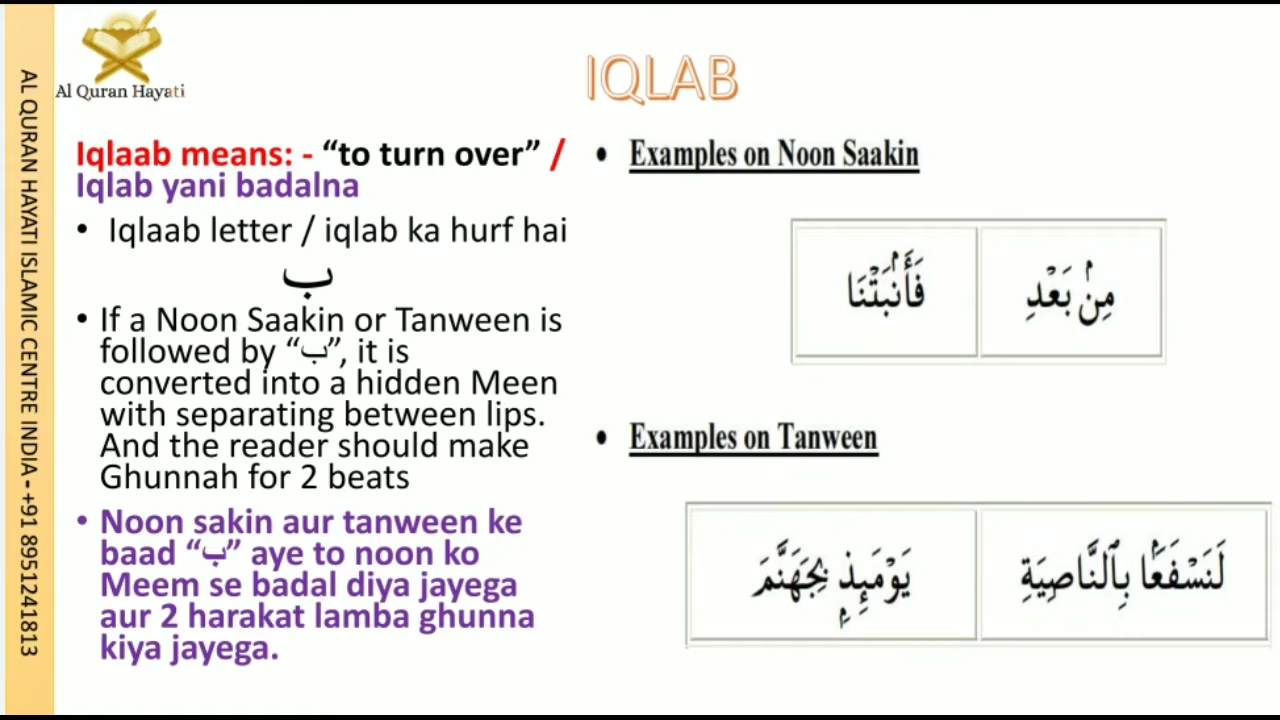 AL QURAN HAYATI ISLAMIC CENTRE INDIA - +91 8951241813
Al Quran Hayati
IQLAB
Iqlaab means: - “to turn over” /
Iqlab yani badalna
• Iqlaab letter / iqlab ka hurf hai
ب
• If a Noon Saakin or Tanween is
followed by “ب”, it is
converted into a hidden Meen
with separating between lips.
And the reader should make
Ghunnah for 2 beats
• Noon sakin aur tanween ke
baad “ب” aye to noon ko
Meem se badal diya jayega
aur 2 harakat lamba ghunna
kiya jayega.
• Examples on Noon Saakin
مِنۢ بَعْدِ
فَأَنۢبَتْنَا
• Examples on Tanween
لَنَسْفَعَۢا بِٱلنَّاصِيَةِ
يَوْمَئِذِۭ بِجَهَنَّمَ